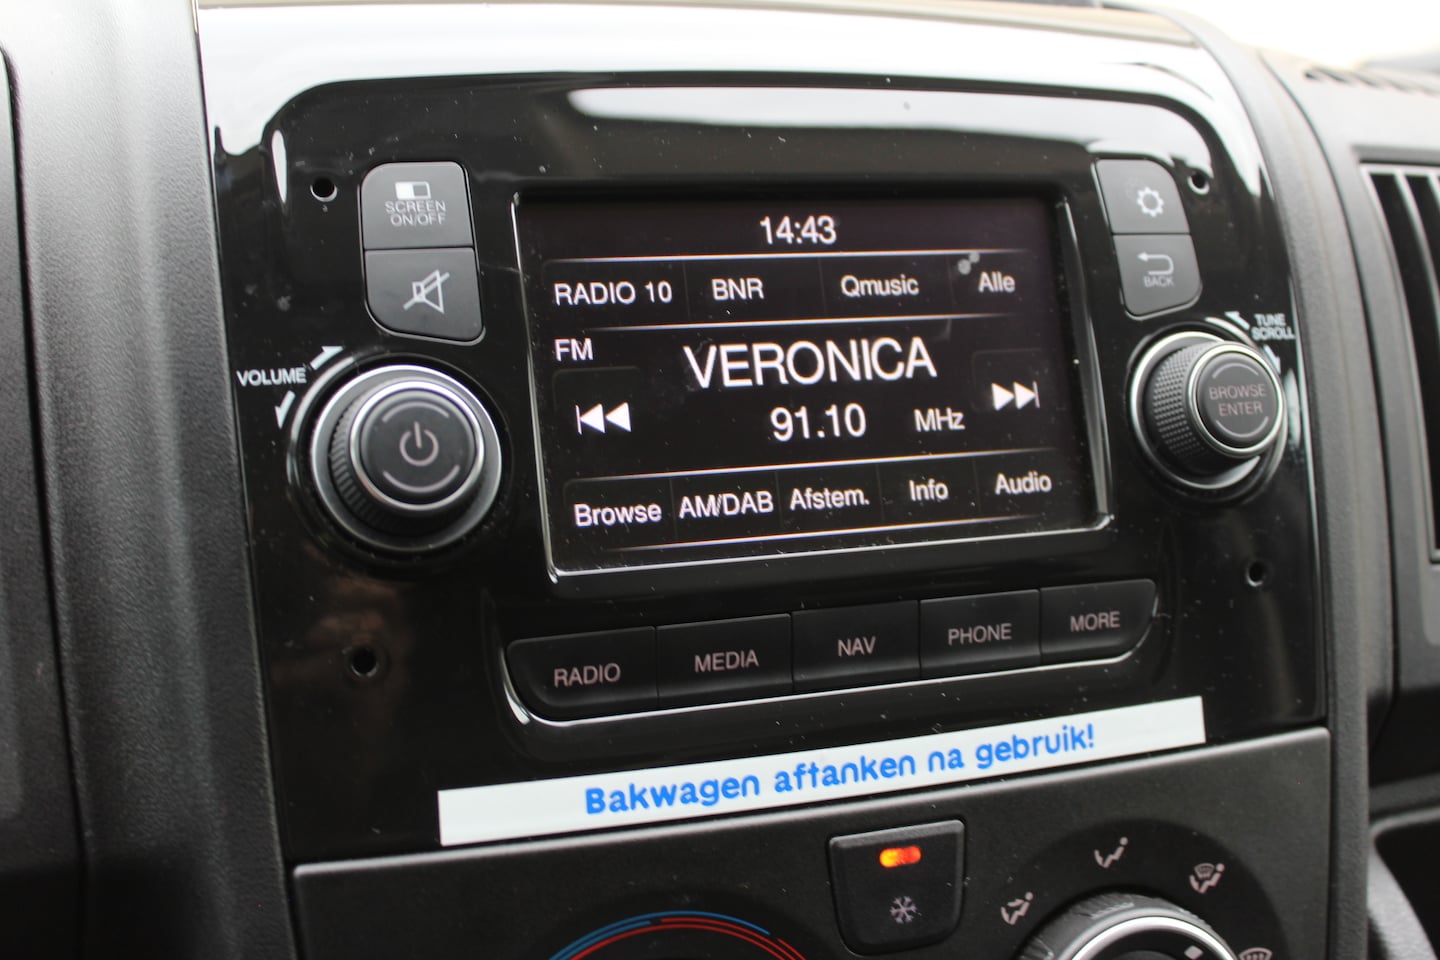 SCREEN
ON/OFF
14:43
RADIO 10 BNR Qmusic Alle
FM
VERONICA
91.10 MHz
Browse AM/DAB Afstem. Info Audio
VOLUME
BACK
TUNE
SCROLL
BROWSE
ENTER
RADIO MEDIA NAV PHONE MORE
Bakwagen aftanken na gebruik!